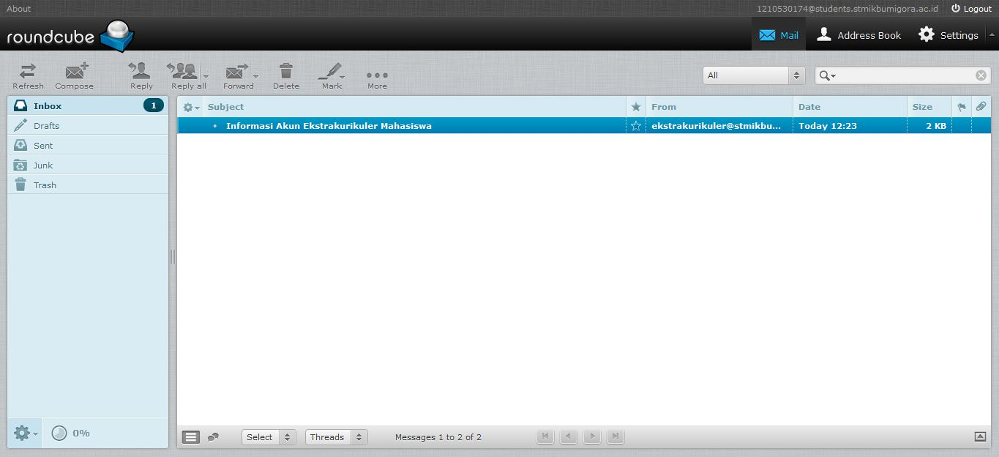 About 1210530174@students.stmikbumigora.ac.id Logout
roundcube Mail Address Book Settings
Refresh Compose Reply Reply all Forward Delete Mark More All
Inbox 1
Drafts
Sent
Junk
Trash
Subject From Date Size
Informasi Akun Ekstrakurikuler Mahasiswa ekstrakurikuler@stmikbu... Today 12:23 2 KB
0%
Select Threads Messages 1 to 2 of 2